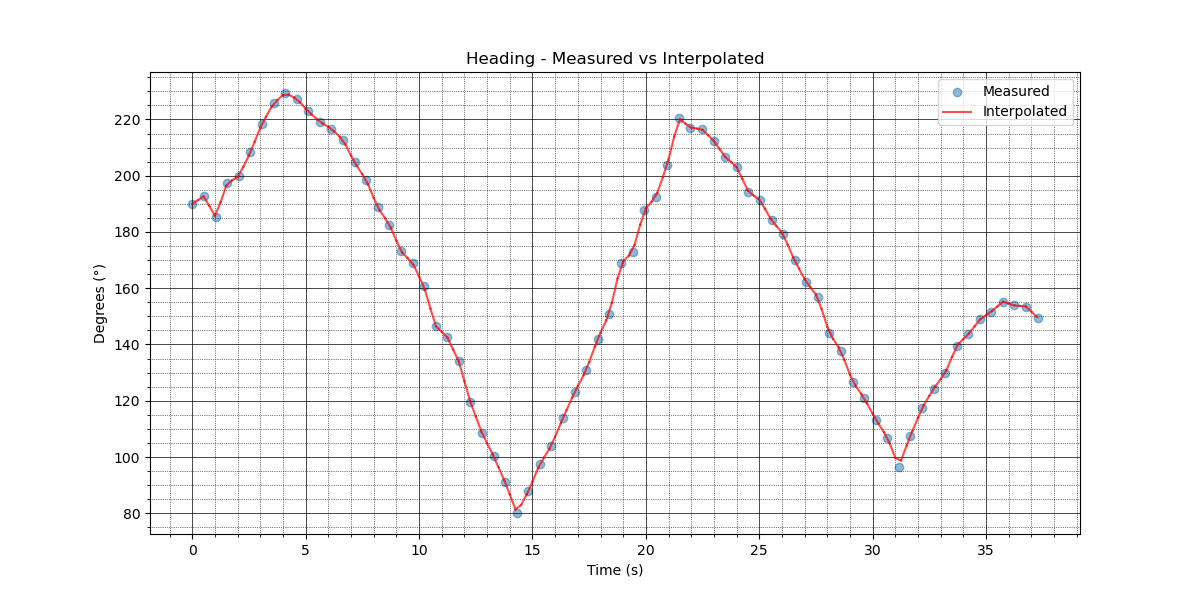 Heading - Measured vs Interpolated
Measured
Interpolated
Degrees (°)
220
200
180
160
140
120
100
80
0 5 10 15 20 25 30 35
Time (s)